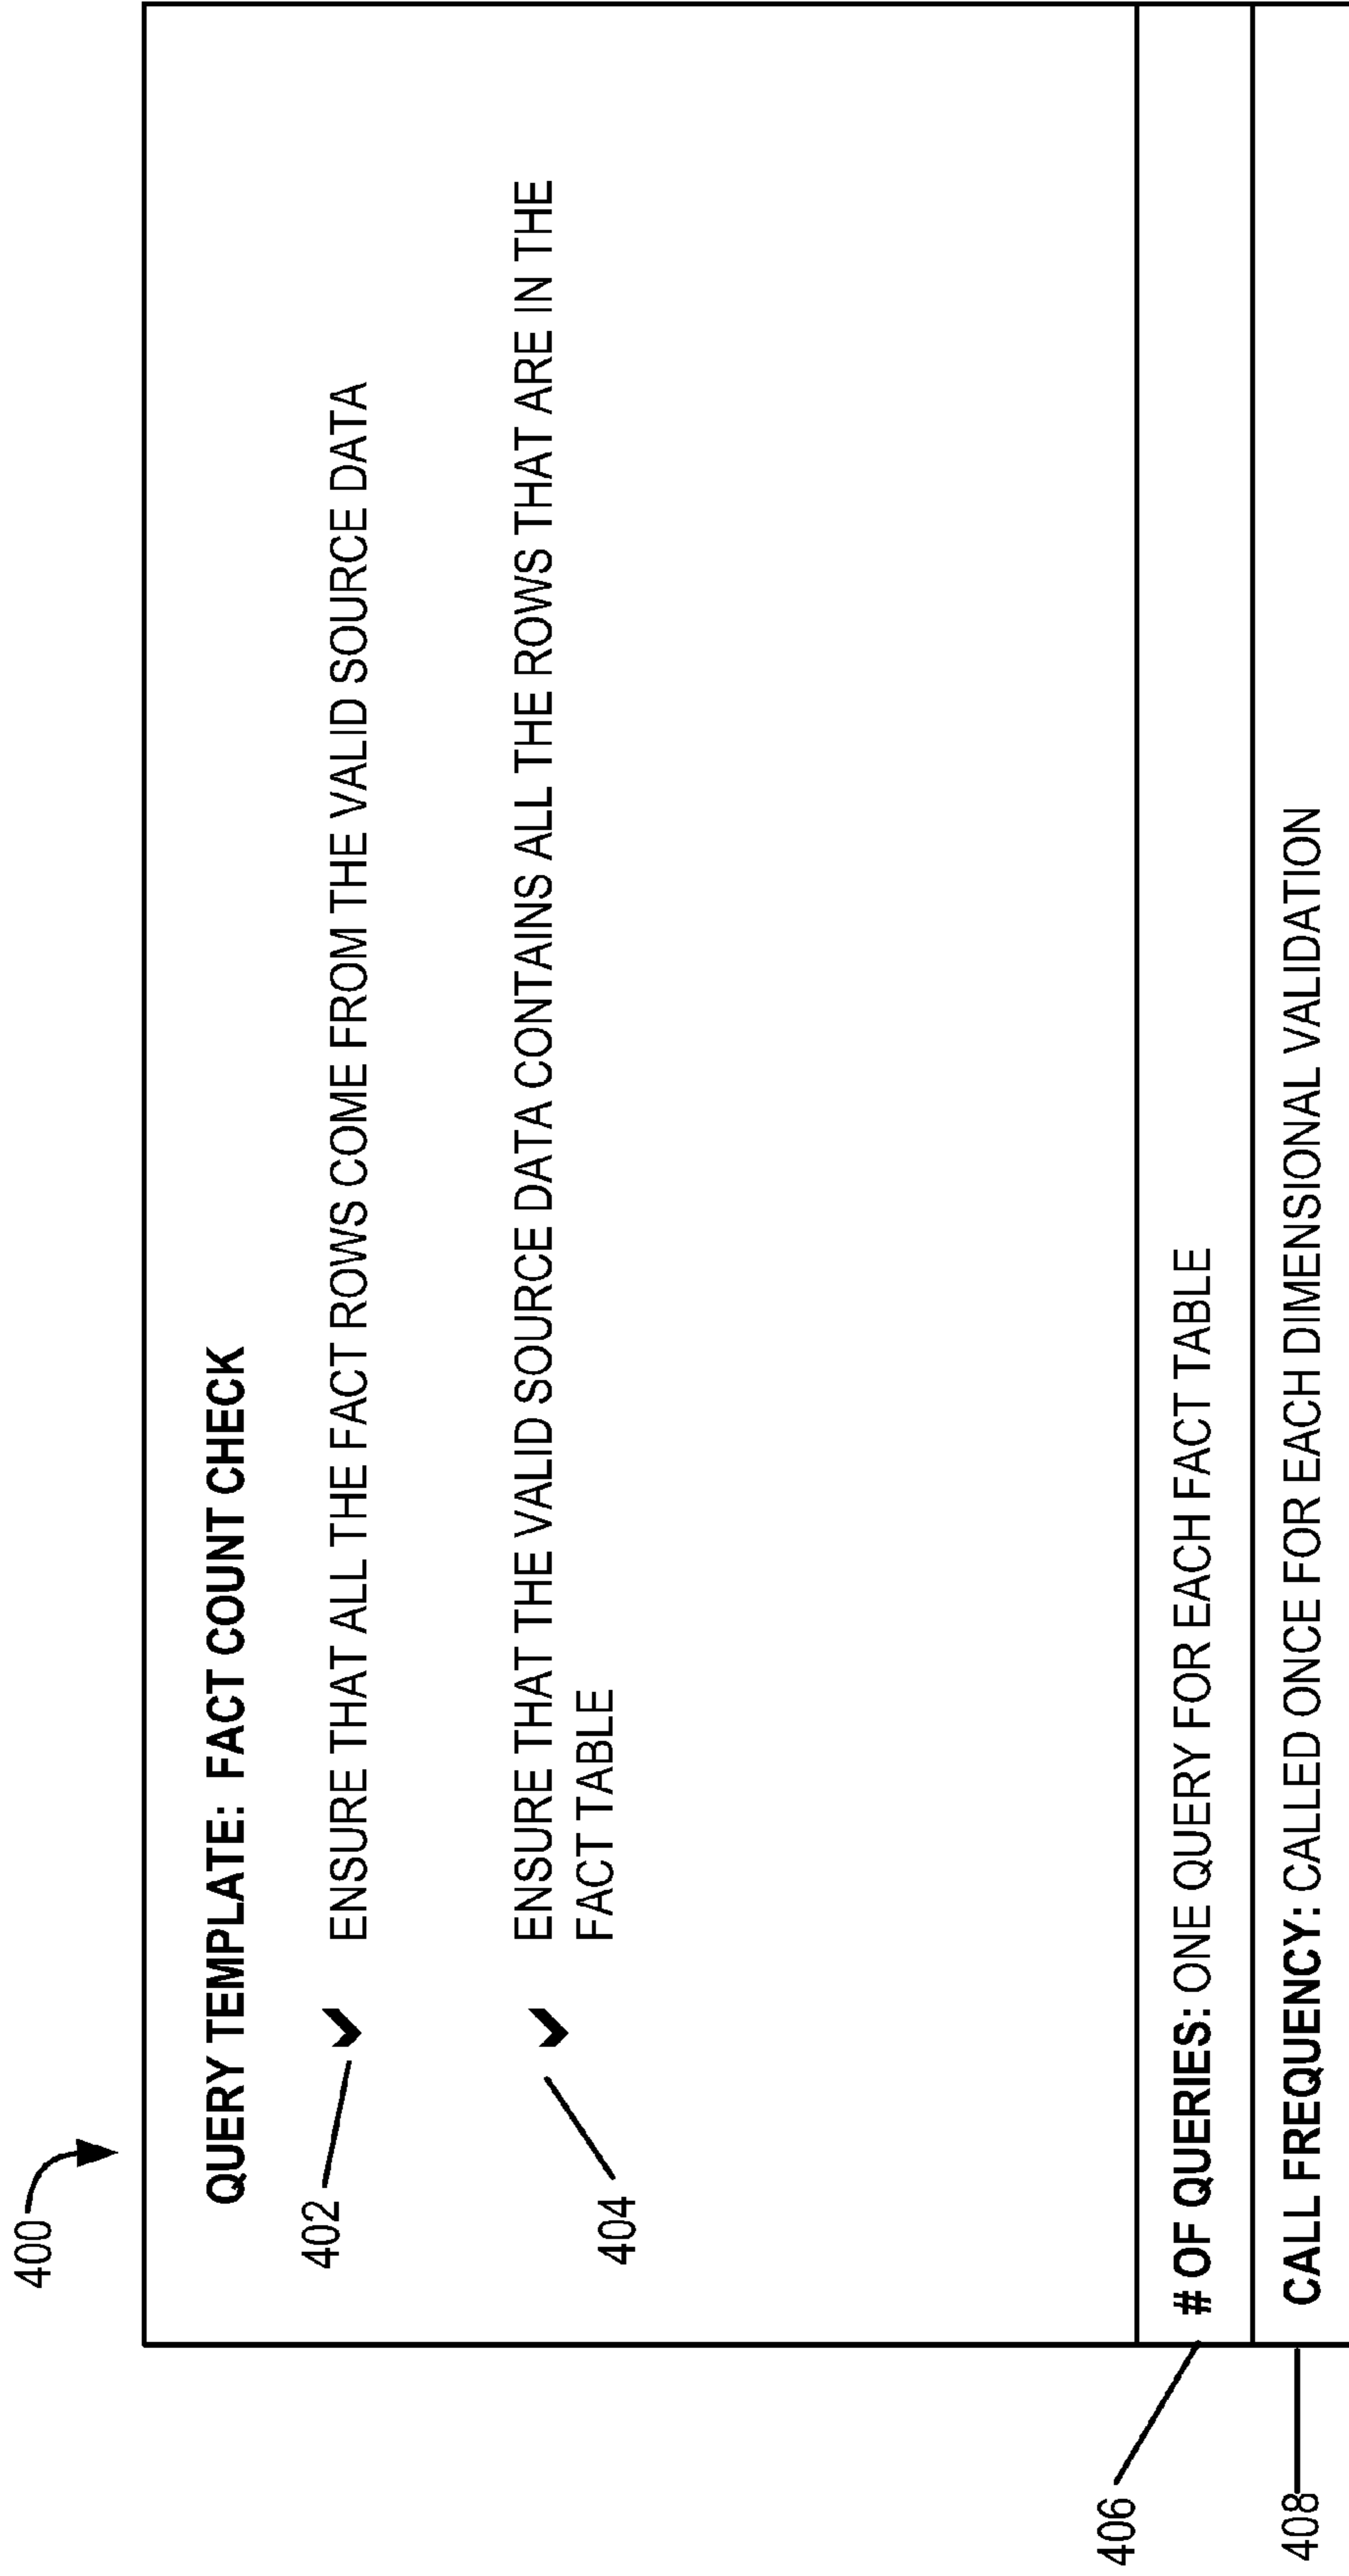 400
QUERY TEMPLATE: FACT COUNT CHECK
402
ENSURE THAT ALL THE FACT ROWS COME FROM THE VALID SOURCE DATA
404
ENSURE THAT THE VALID SOURCE DATA CONTAINS ALL THE ROWS THAT ARE IN THE
FACT TABLE
406
# OF QUERIES: ONE QUERY FOR EACH FACT TABLE
408
CALL FREQUENCY: CALLED ONCE FOR EACH DIMENSIONAL VALIDATION